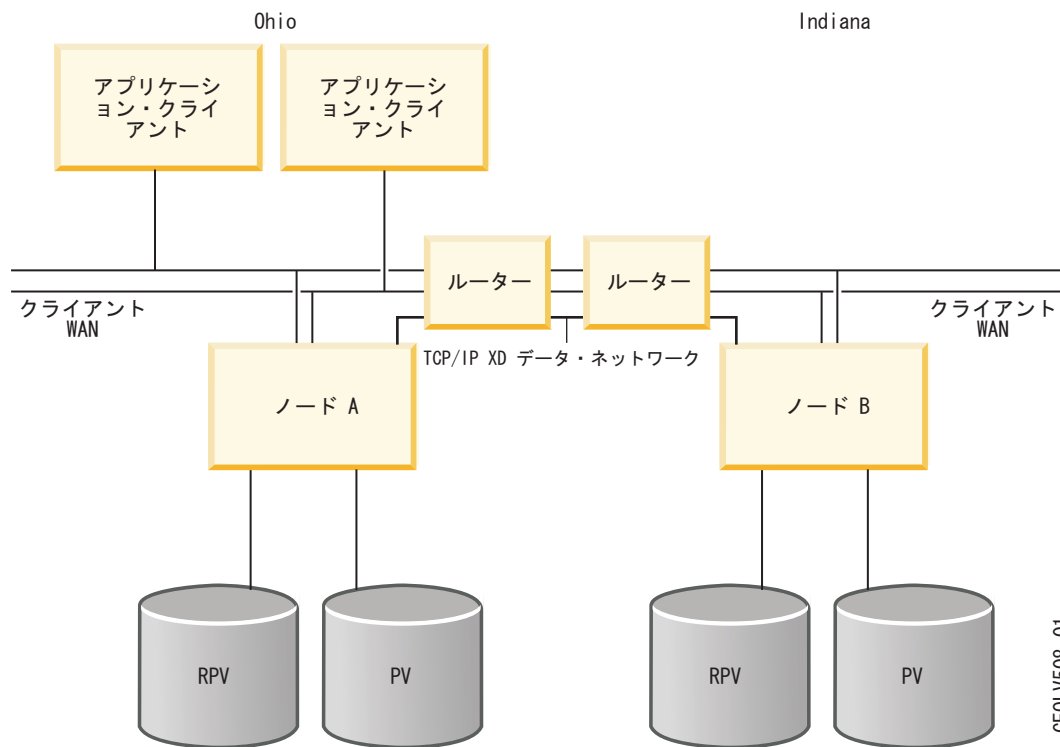 Ohio
Indiana
アプリケーシ
ョン・クライ
アント
アプリケーシ
ョン・クライ
アント
ルーター
ルーター
クライアント
WAN
クライアント
WAN
TCP/IP XD データ・ネットワーク
ノード A
ノード B
RPV
PV
RPV
PV